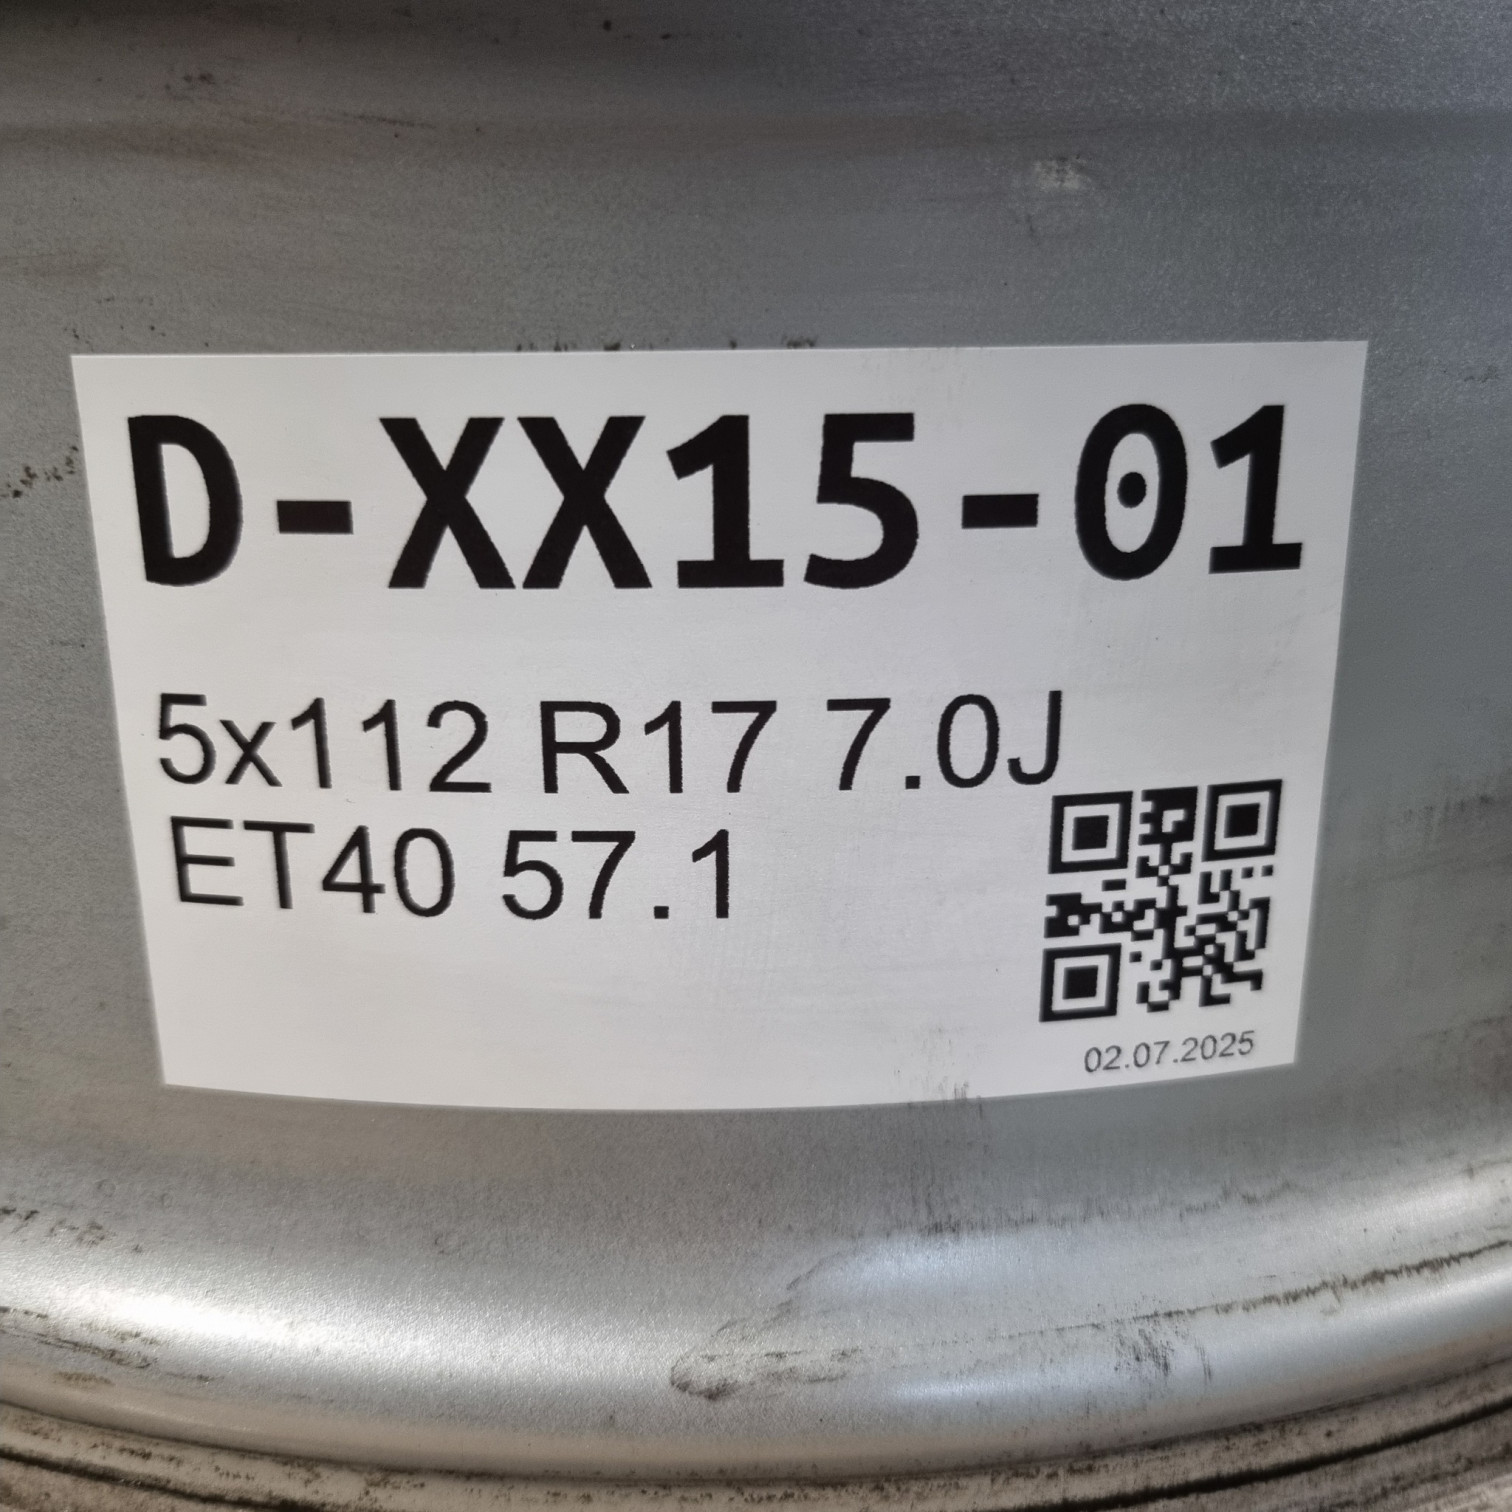 D-XX15-01
5x112 R17 7.0J
ET40 57.1
02.07.2025